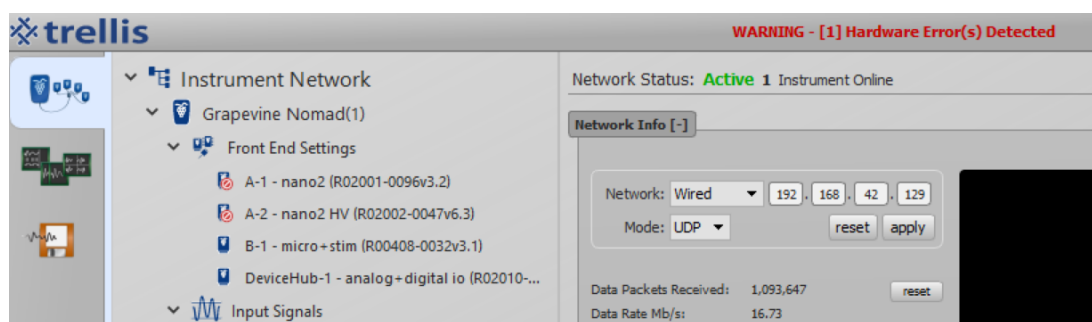 trellis
WARNING - [1] Hardware Error(s) Detected
Instrument Network
Grapevine Nomad(1)
Front End Settings
A-1 - nano2 (R02001-0096v3.2)
A-2 - nano2 HV (R02002-0047v6.3)
B-1 - micro+stim (R00408-0032v3.1)
DeviceHub-1 - analog+digital io (R02010-...
Input Signals
Network Status: Active 1 Instrument Online
Network Info [-]
Network: Wired 192 . 168 . 42 . 129
Mode: UDP reset apply
Data Packets Received: 1,093,647 reset
Data Rate Mb/s: 16.73